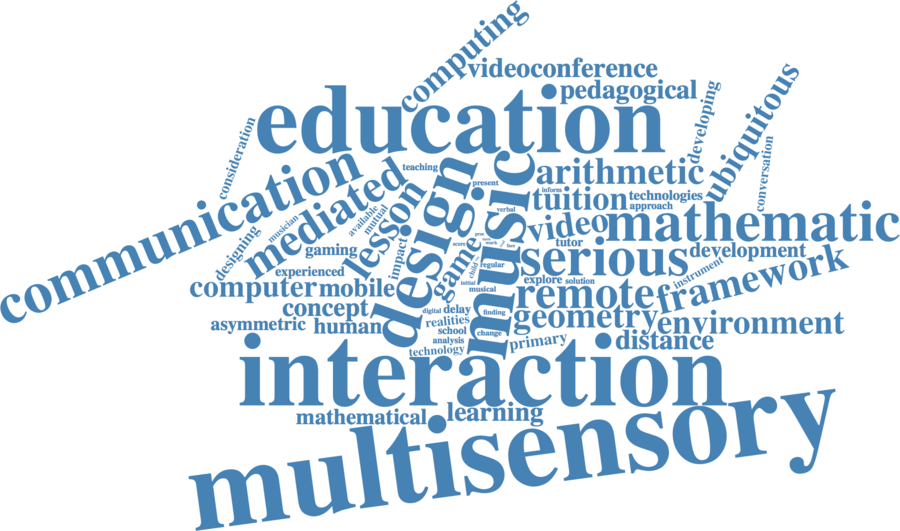 computing
videoconference
pedagogical
education
developing
ubiquitous
consideration
conversation
communication
mediated
teaching
lesson
design
present
music
arithmetic
inform
tuition
technologies
approach
verbal
available
mutual
musician
designing
gaming
impact
video
mathematic
tutor
serious
development
game
score
work
experienced
child
regular
instrument
computer
mobile
initial
musical
explore
solution
remote
framework
concept
digital
delay
finding
geometry
environment
asymmetric
human
realities
school
change
analysis
technology
primary
distance
interaction
mathematical
learning
multisensory